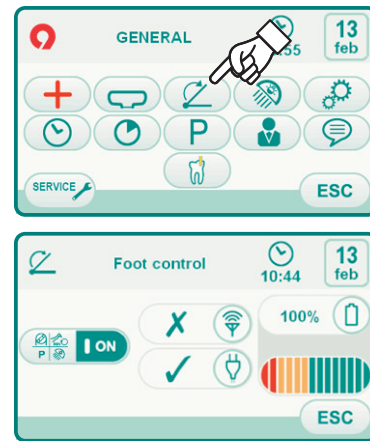 GENERAL
:55
13
feb
P
SERVICE
ESC
Foot control
10:44
13
feb
P
ON
100%
ESC